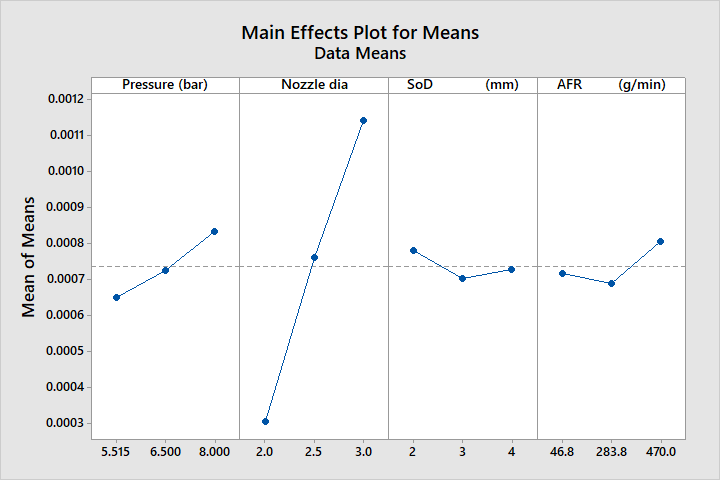 Main Effects Plot for Means
Data Means
Pressure (bar) Nozzle dia SoD (mm) AFR (g/min)
0.0012
0.0011
0.0010
0.0009
0.0008
0.0007
0.0006
0.0005
0.0004
0.0003
Mean of Means
5.515 6.500 8.000 2.0 2.5 3.0 2 3 4 46.8 283.8 470.0